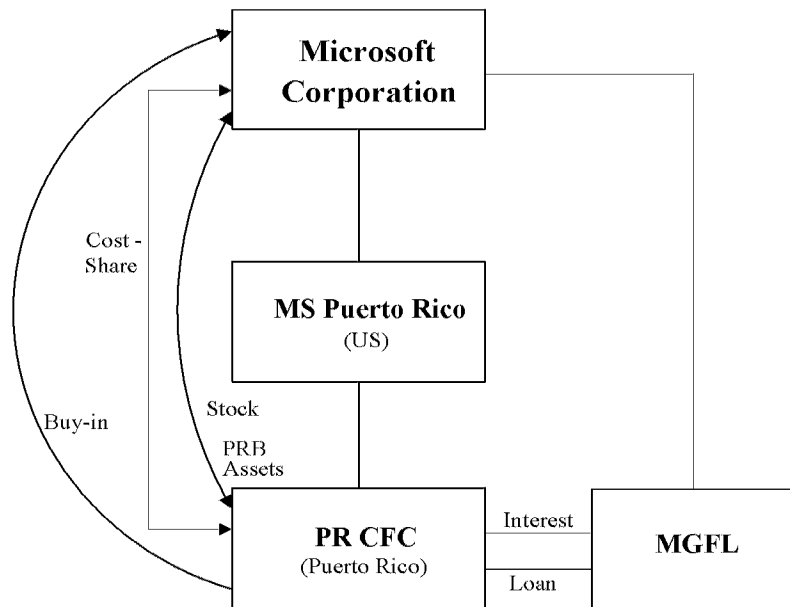 Microsoft
Corporation
Cost -
Share
MS Puerto Rico
(US)
Stock
Buy-in
PRB
Assets
PR CFC
(Puerto Rico)
Interest
Loan
MGFL